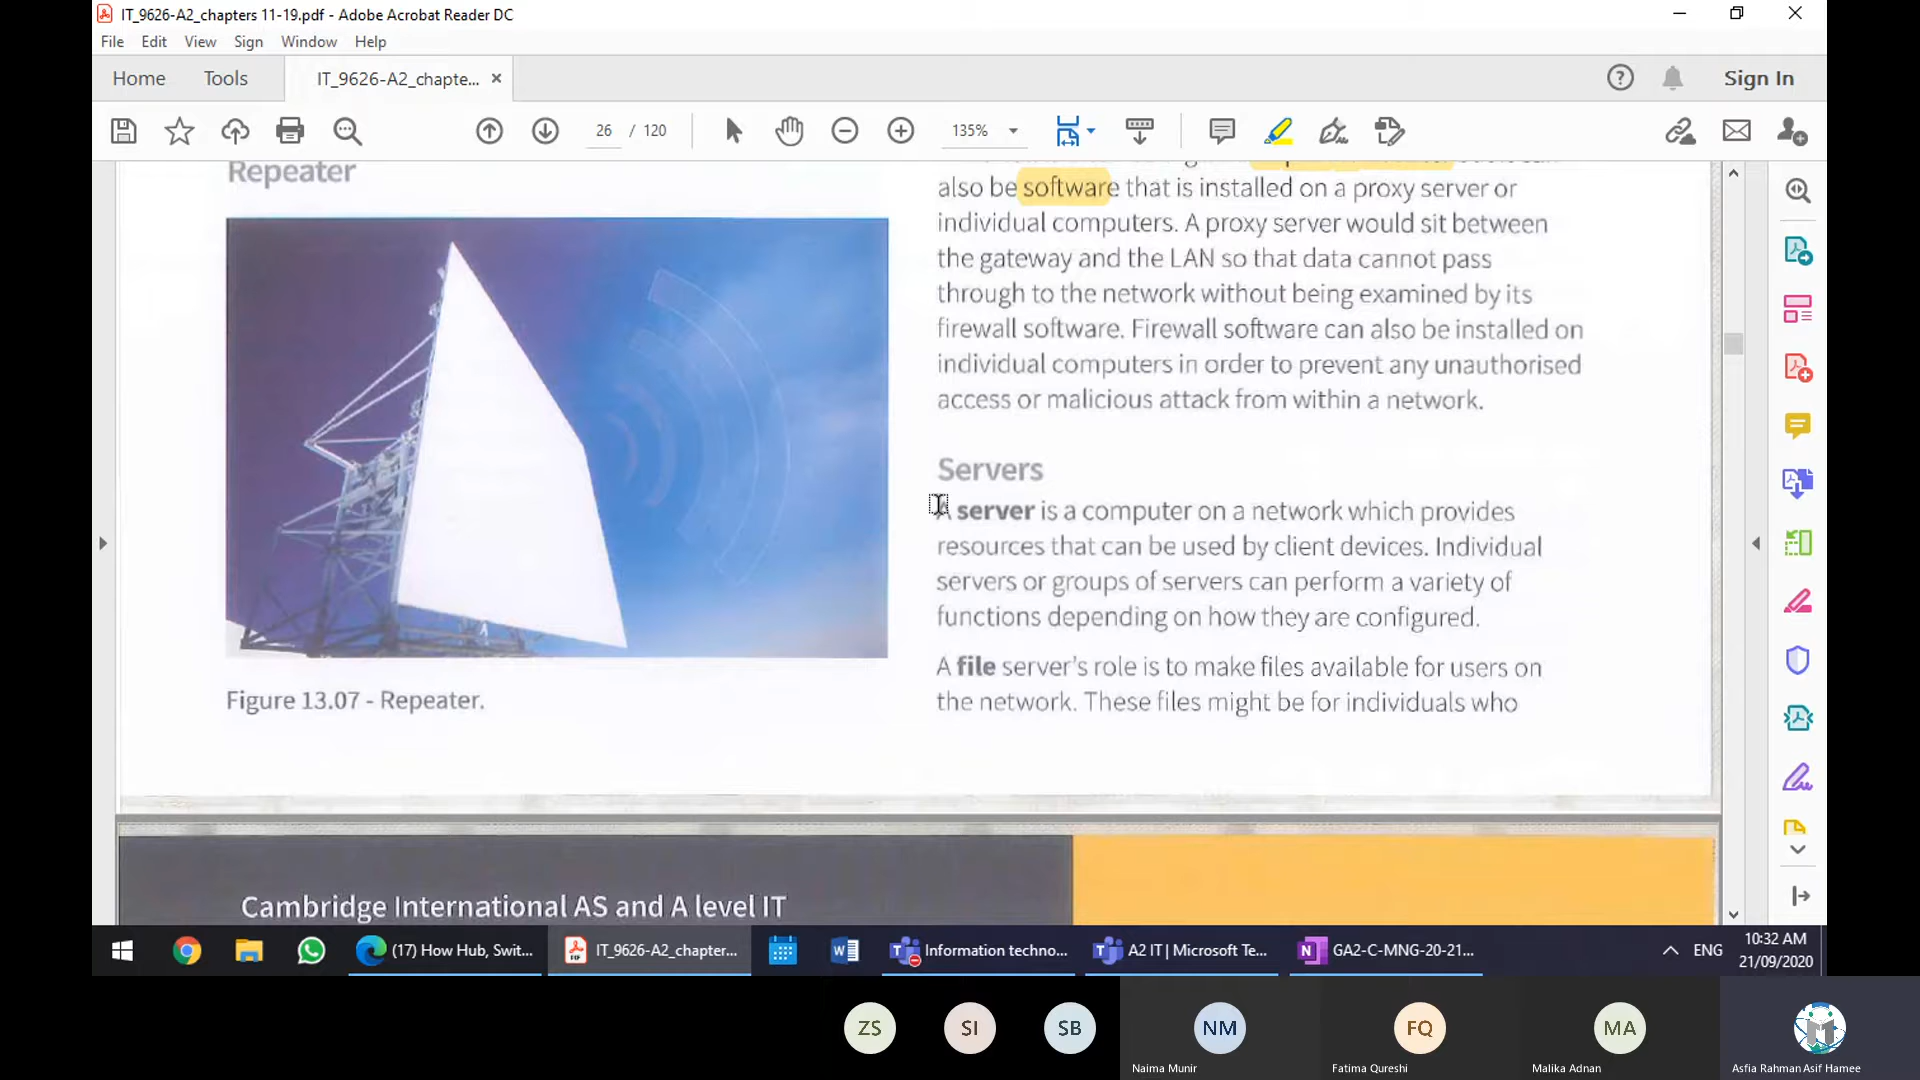 IT_9626-A2_chapters 11-19.pdf - Adobe Acrobat Reader DC
File Edit View Sign Window Help
Home Tools IT_9626-A2_chapte... × Sign In
26 / 120 135%
Repeater
Figure 13.07 - Repeater.
also be software that is installed on a proxy server or
individual computers. A proxy server would sit between
the gateway and the LAN so that data cannot pass
through to the network without being examined by its
firewall software. Firewall software can also be installed on
individual computers in order to prevent any unauthorised
access or malicious attack from within a network.
Servers
A server is a computer on a network which provides
resources that can be used by client devices. Individual
servers or groups of servers can perform a variety of
functions depending on how they are configured.
A file server's role is to make files available for users on
the network. These files might be for individuals who
Cambridge International AS and A level IT
(17) How Hub, Swit... IT_9626-A2_chapter... Information techno... A2 IT | Microsoft Te... GA2-C-MNG-20-21... ENG 10:32 AM
21/09/2020
ZS SI SB NM FQ MA
Naima Munir Fatima Qureshi Malika Adnan Asfia Rahman Asif Hamee